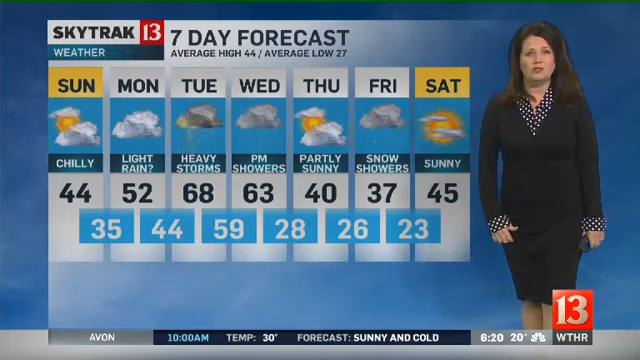 SKYTRAK 13
WEATHER
7 DAY FORECAST
AVERAGE HIGH 44 / AVERAGE LOW 27
SUN MON TUE WED THU FRI SAT
CHILLY LIGHT RAIN? HEAVY STORMS PM SHOWERS PARTLY SUNNY SNOW SHOWERS SUNNY
44 52 68 63 40 37 45
35 44 59 28 26 23
13
WTHR
AVON 10:00AM TEMP: 30° FORECAST: SUNNY AND COLD 6:20 20°